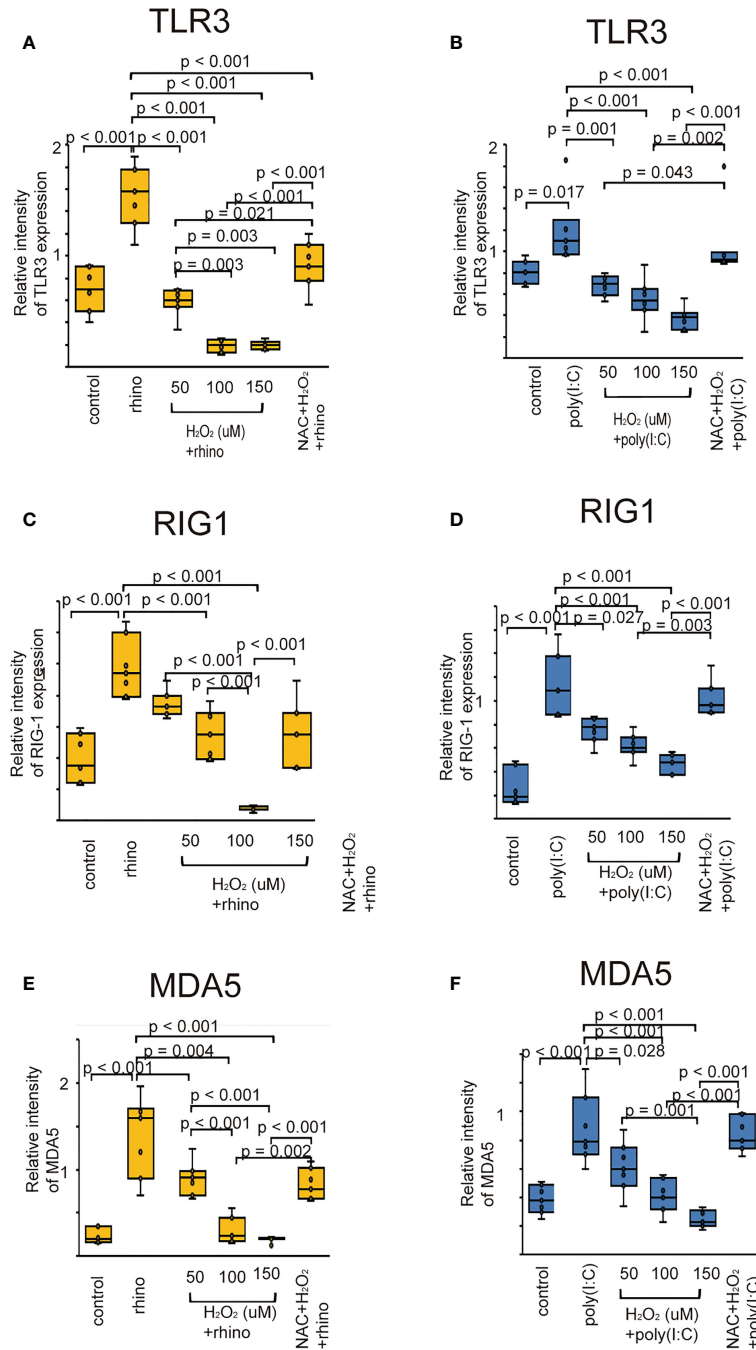 A
TLR3
p < 0.001
p < 0.001
p < 0.001
p < 0.001 p < 0.001
p < 0.001
p < 0.001
p = 0.021
p = 0.003
p = 0.003
2
1
Relative intensity
of TLR3 expression
control
rhino
50 100 150
H₂O₂ (uM)
+rhino
NAC+H₂O₂
+rhino
B
TLR3
p < 0.001
p < 0.001
p < 0.001
p = 0.001
p = 0.002
p = 0.043
p = 0.017
2
1
Relative intensity
of TLR3 expression
control
poly(I:C)
50 100 150
H₂O₂ (uM)
+poly(I:C)
NAC+H₂O₂
+poly(I:C)
C
RIG1
p < 0.001
p < 0.001 p < 0.001
p < 0.001
p < 0.001
p < 0.001
Relative intensity
of RIG-1 expression
control
rhino
50 100 150
H₂O₂ (uM)
+rhino
NAC+H₂O₂
+rhino
D
RIG1
p < 0.001
p < 0.001
p < 0.001
p < 0.001 p = 0.027
p = 0.003
1
Relative intensity
of RIG-1 expression
control
poly(I:C)
50 100 150
H₂O₂ (uM)
+poly(I:C)
NAC+H₂O₂
+poly(I:C)
E
MDA5
p < 0.001
p = 0.004
p < 0.001
p < 0.001
p < 0.001 p < 0.001
p = 0.002
2
1
Relative intensity
of MDA5
control
rhino
50 100 150
H₂O₂ (uM)
+rhino
NAC+H₂O₂
+rhino
F
MDA5
p < 0.001
p < 0.001
p < 0.001 p = 0.028
p < 0.001
p < 0.001
p = 0.001
1
Relative intensity
of MDA5
control
poly(I:C)
50 100 150
H₂O₂ (uM)
+poly(I:C)
NAC+H₂O₂
+poly(I:C)